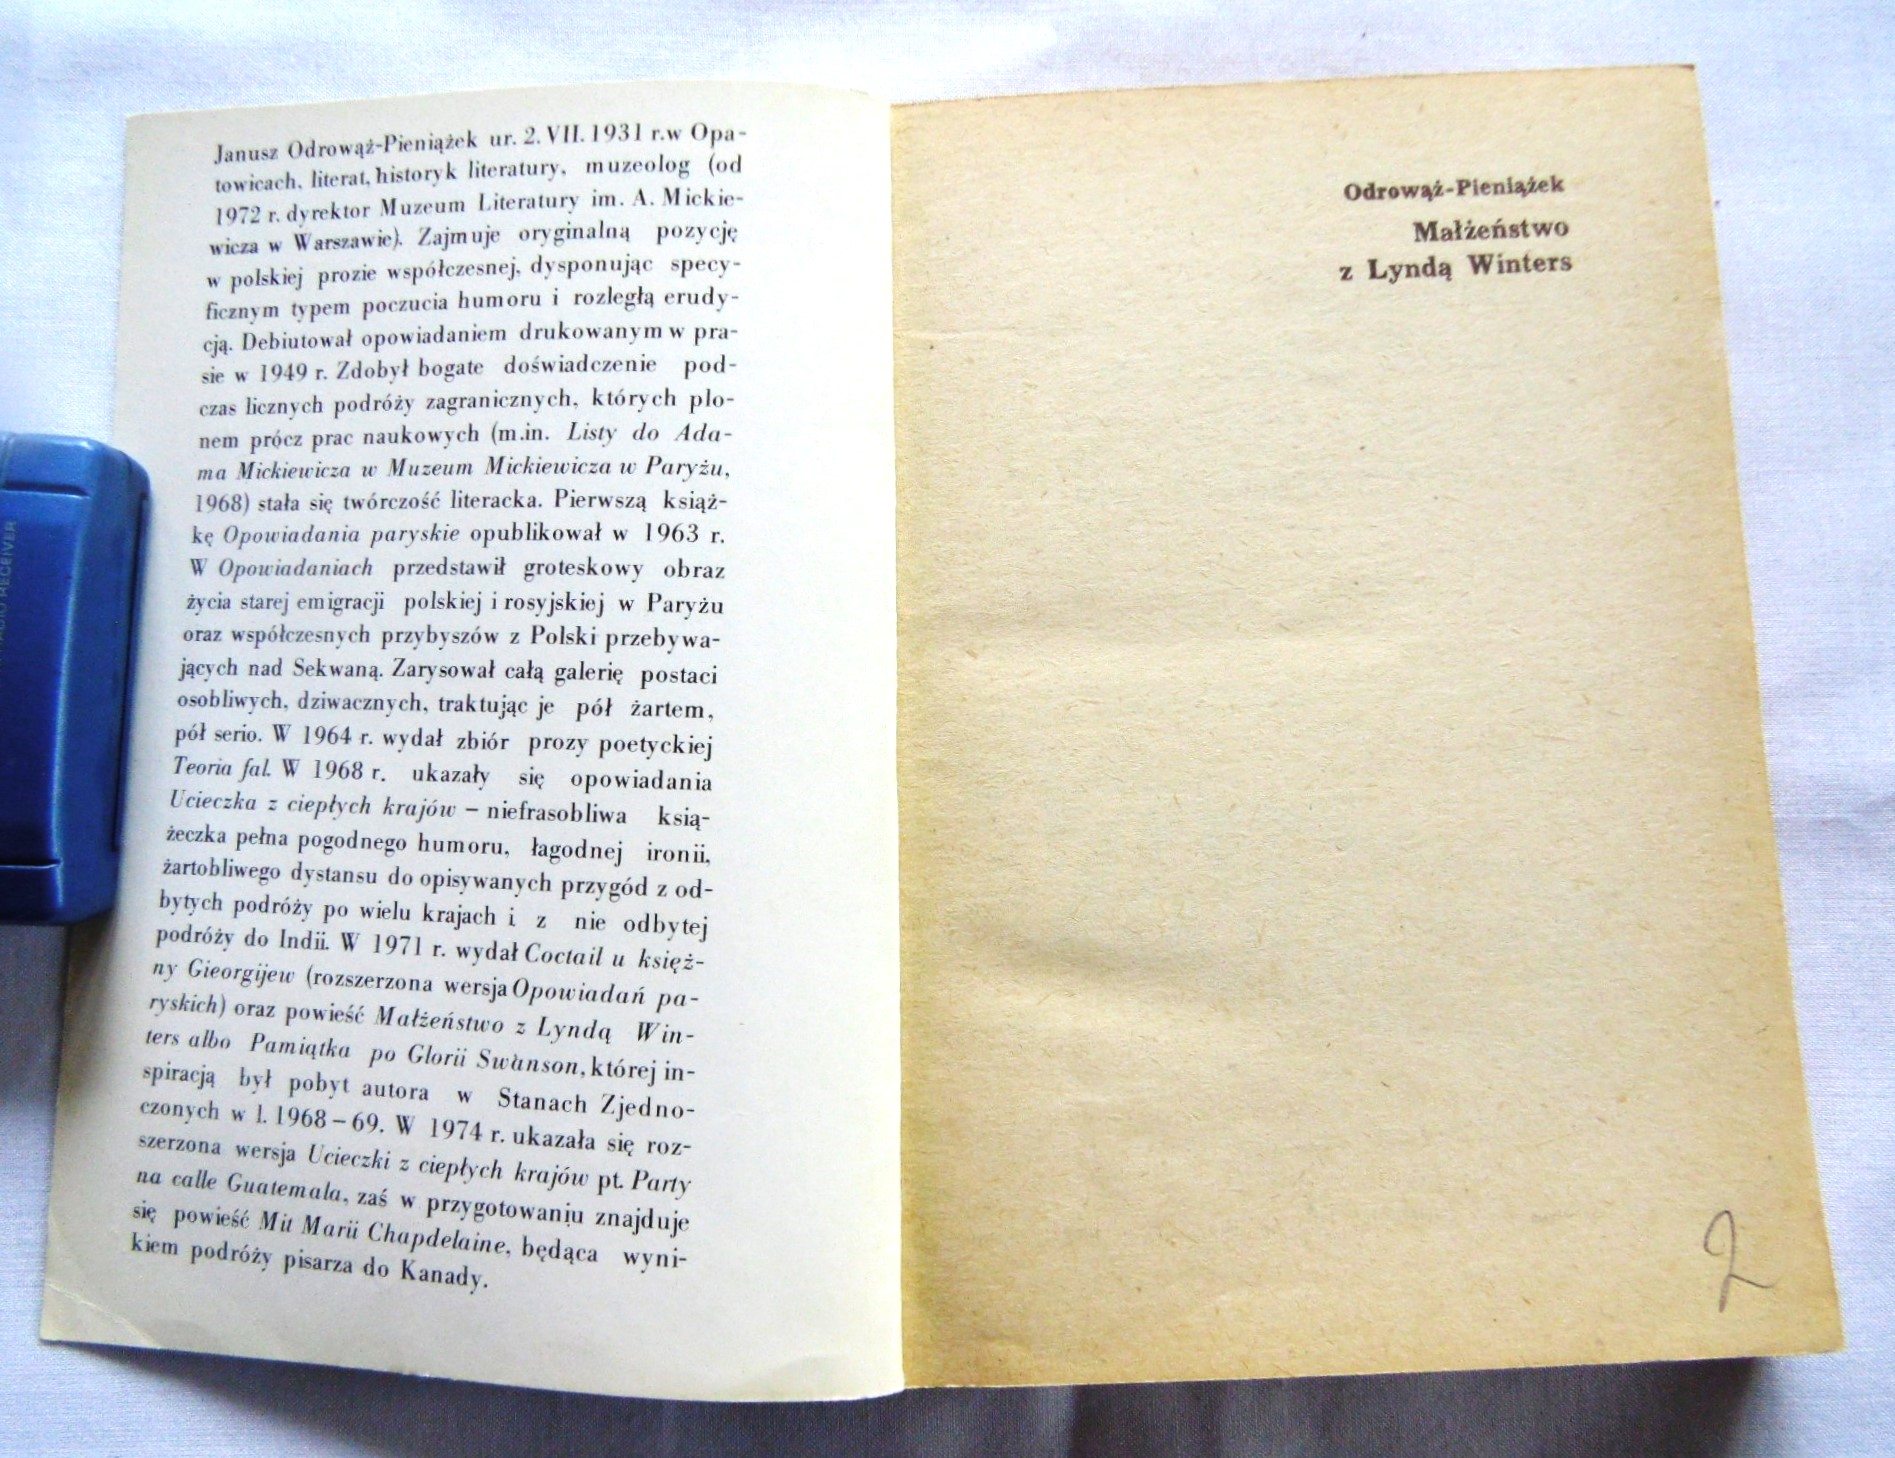 Janusz Odrowąż-Pieniążek ur. 2. VII. 1931 r. w Opa-
towicach, literat, historyk literatury, muzeolog (od
1972 r. dyrektor Muzeum Literatury im. A. Mickie-
wicza w Warszawie). Zajmuje oryginalną pozycję
w polskiej prozie współczesnej, dysponując specy-
ficznym typem poczucia humoru i rozległą erudy-
cją. Debiutował opowiadaniem drukowanym w pra-
sie w 1949 r. Zdobył bogate doświadczenie pod-
czas licznych podróży zagranicznych, których plo-
nem prócz prac naukowych (m.in. Listy do Ada-
ma Mickiewicza w Muzeum Mickiewicza w Paryżu,
1968) stała się twórczość literacka. Pierwszą książ-
kę Opowiadania paryskie opublikował w 1963 r.
W Opowiadaniach przedstawił groteskowy obraz
życia starej emigracji polskiej i rosyjskiej w Paryżu
oraz współczesnych przybyszów z Polski przebywa-
jących nad Sekwaną. Zarysował całą galerię postaci
osobliwych, dziwacznych, traktując je pół żartem,
pół serio. W 1964 r. wydał zbiór prozy poetyckiej
Teoria fal. W 1968 r. ukazały się opowiadania
Ucieczka z ciepłych krajów – niefrasobliwa ksią-
żeczka pełna pogodnego humoru, łagodnej ironii,
żartobliwego dystansu do opisywanych przygód z od-
bytych podróży po wielu krajach i z nie odbytej
podróży do Indii. W 1971 r. wydał Coctail u księż-
ny Gieorgijew (rozszerzona wersja Opowiadań pa-
ryskich) oraz powieść Małżeństwo z Lyndą Win-
ters albo Pamiątka po Glorii Swanson, której in-
spiracją był pobyt autora w Stanach Zjedno-
czonych w l. 1968–69. W 1974 r. ukazała się roz-
szerzona wersja Ucieczki z ciepłych krajów pt. Party
na calle Guatemala, zaś w przygotowaniu znajduje
się powieść Mit Marii Chapdelaine, będąca wyni-
kiem podróży pisarza do Kanady.
Odrowąż-Pieniążek
Małżeństwo
z Lyndą Winters
2
RECEIVER